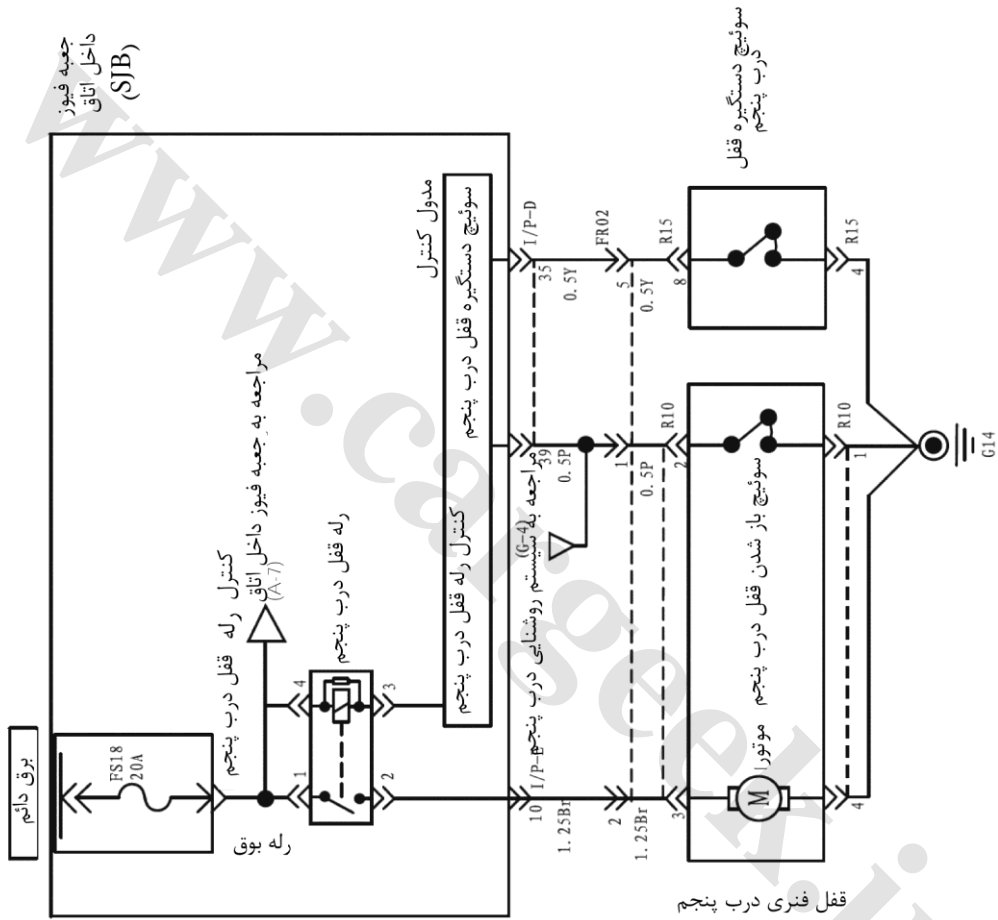 جعبه فیوز
داخل اتاق
(SJB)
برق دائم
FS18
20A
کنترل رله قفل درب پنجم
مراجعه به جعبه فیوز داخل اتاق
(A-7)
رله بوق
1
4
رله قفل درب پنجم
2
3
مدول کنترل
سوئیچ دستگیره قفل درب پنجم
کنترل رله قفل درب پنجم
10
I/P-E
1.25Br
39
0.5P
35
I/P-D
0.5Y
مراجعه به سیستم روشنایی درب پنجم
(G-4)
2
1.25Br
1
0.5P
5
FR02
0.5Y
3
2
R10
8
R15
سوئیچ دستگیره قفل
درب پنجم
M
موتور
سوئیچ باز شدن قفل درب پنجم
4
1
R10
4
R15
G14
قفل فنری درب پنجم
www.cargeek.ir